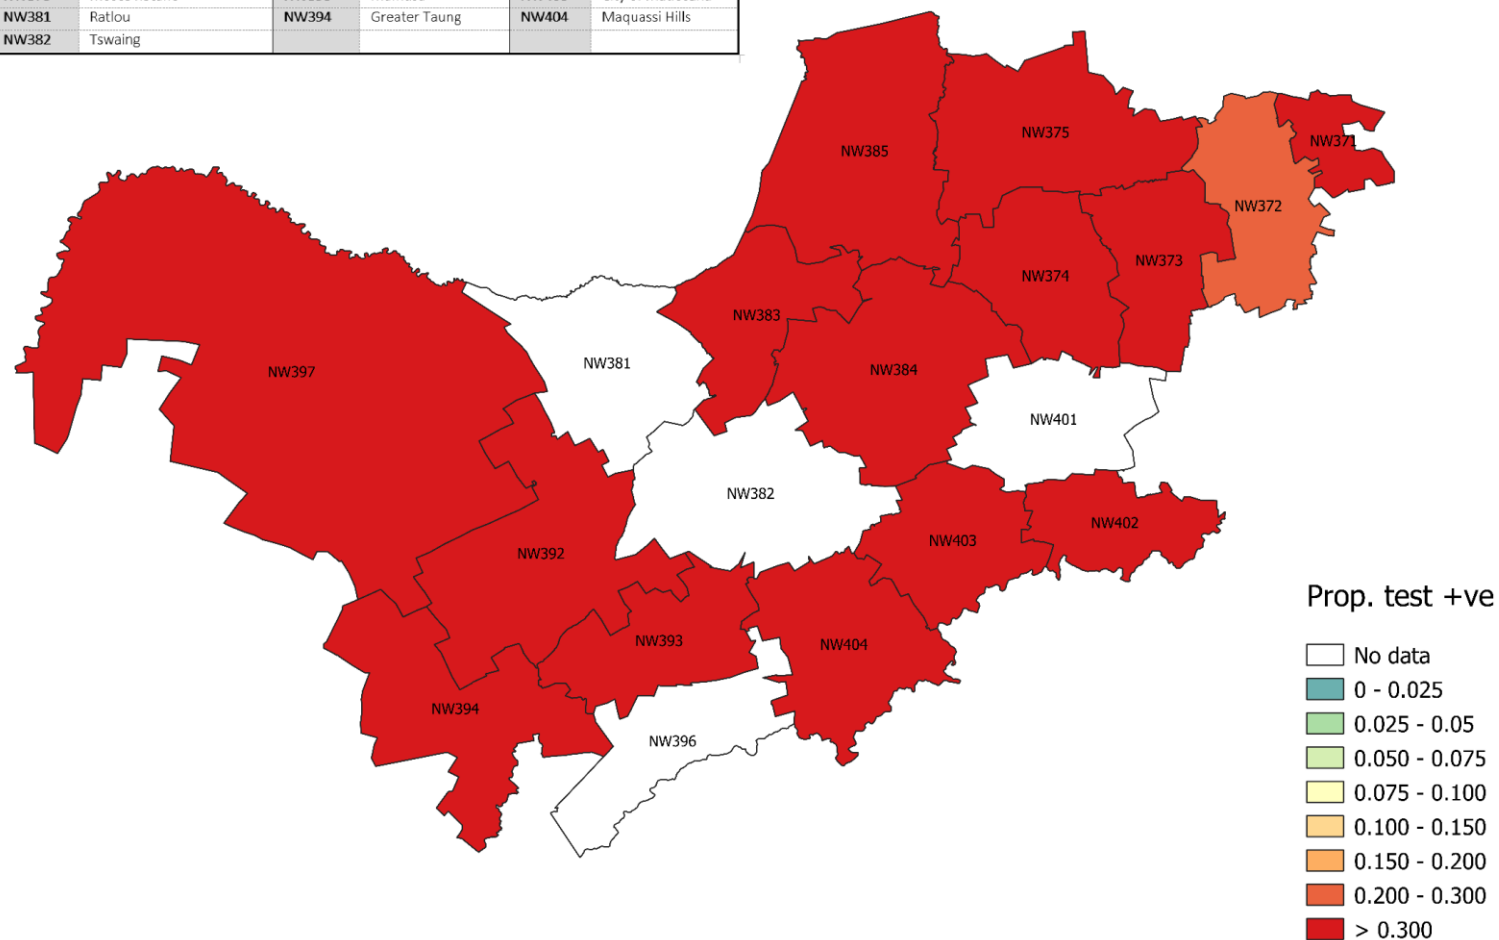 NW381 Ratlou NW394 Greater Taung NW404 Maquassi Hills
NW382 Tswaing
NW385
NW375
NW371
NW372
NW374
NW373
NW383
NW381
NW384
NW397
NW401
NW382
NW402
NW403
NW392
NW393
NW404
NW394
NW396
Prop. test +ve
No data
0 - 0.025
0.025 - 0.05
0.050 - 0.075
0.075 - 0.100
0.100 - 0.150
0.150 - 0.200
0.200 - 0.300
> 0.300